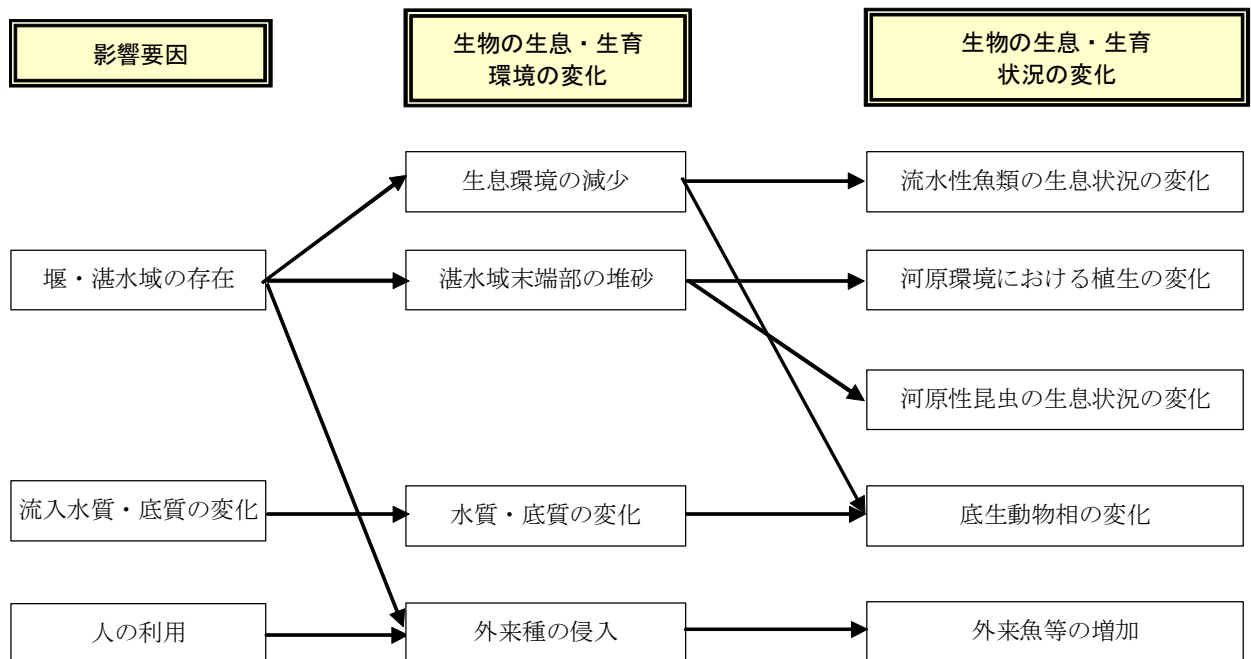 影響要因
生物の生息・生育
環境の変化
生物の生息・生育
状況の変化
生息環境の減少
流水性魚類の生息状況の変化
堰・湛水域の存在
湛水域末端部の堆砂
河原環境における植生の変化
河原性昆虫の生息状況の変化
流入水質・底質の変化
水質・底質の変化
底生動物相の変化
人の利用
外来種の侵入
外来魚等の増加